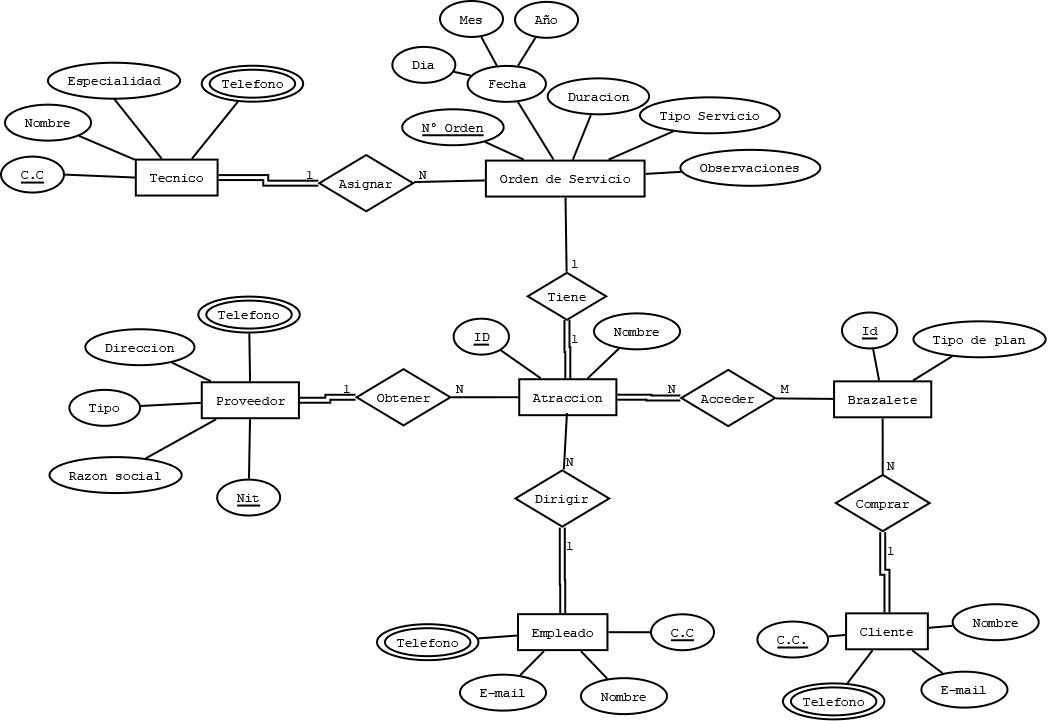 Mes
Año
Dia
Fecha
Especialidad
Telefono
Duracion
Nombre
Nº Orden
Tipo Servicio
C.C
Tecnico
1
Asignar
N
Orden de Servicio
Observaciones
1
Tiene
1
Telefono
ID
Nombre
Id
Tipo de plan
Direccion
Tipo
Proveedor
1
Obtener
N
Atraccion
N
Acceder
M
Brazalete
Razon social
Nit
N
Dirigir
1
N
Comprar
1
Telefono
Empleado
C.C
E-mail
Nombre
C.C.
Cliente
Nombre
Telefono
E-mail